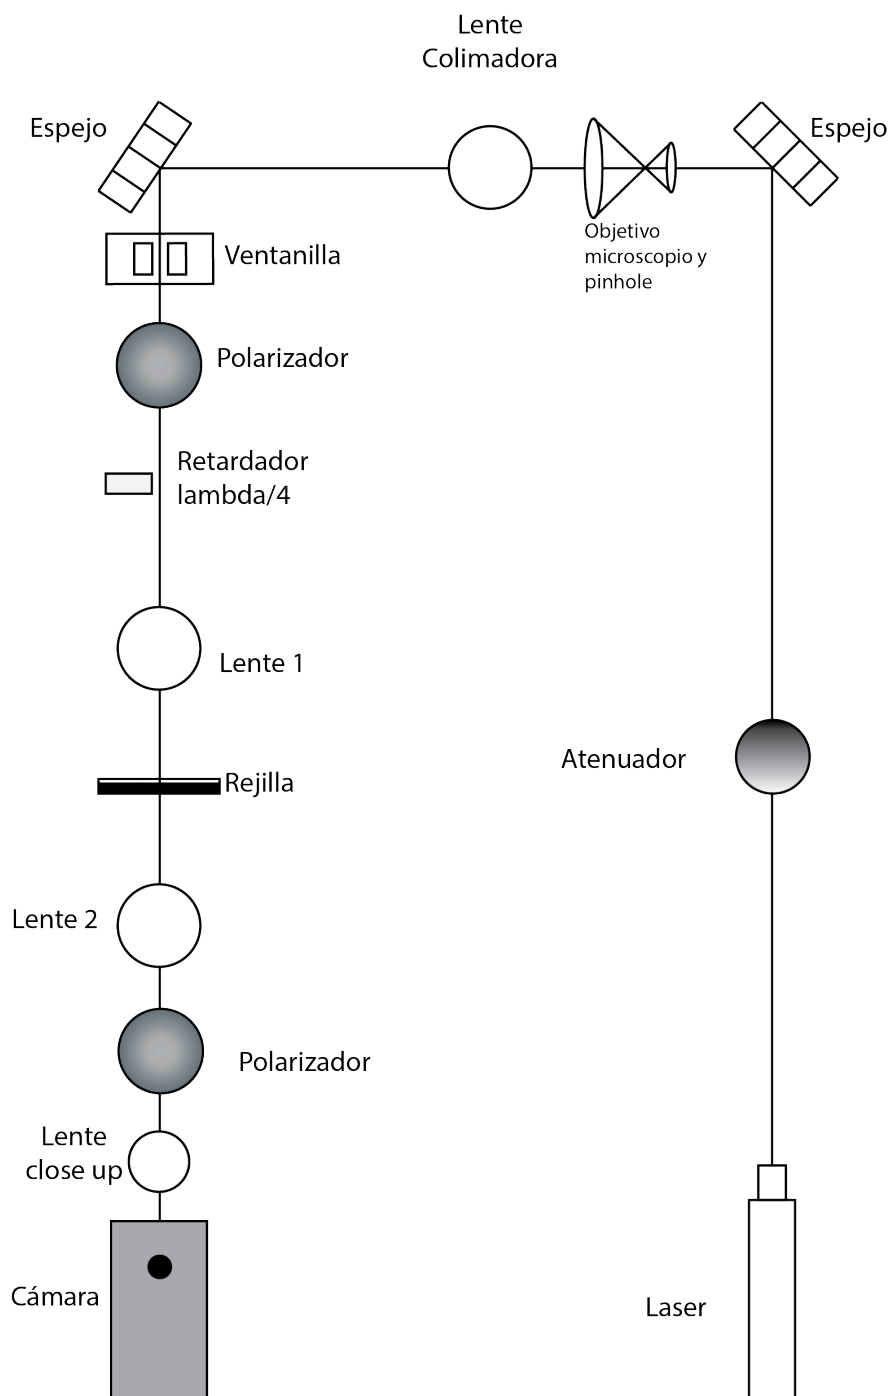 Lente
Colimadora
Espejo
Espejo
Objetivo
microscopio y
pinhole
Ventanilla
Polarizador
Retardador
lambda/4
Lente 1
Atenuador
Rejilla
Lente 2
Polarizador
Lente
close up
Cámara
Laser